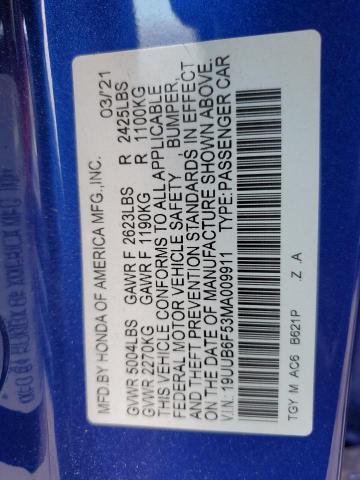 MFD.BY HONDA OF AMERICA MFG.,INC. 03/'21
GVWR 5004LBS GAWR F 2623LBS R 2425LBS
GVWR 2270KG GAWR F 1190KG R 1100KG
THIS VEHICLE CONFORMS TO ALL APPLICABLE
FEDERAL MOTOR VEHICLE SAFETY BUMPER,
AND THEFT PREVENTION STANDARDS IN EFFECT
ON THE DATE OF MANUFACTURE SHOWN ABOVE.
V.I.N.: 19UUB6F53MA009911 TYPE:PASSENGER CAR
TGY M AC6 B621P .Z .A